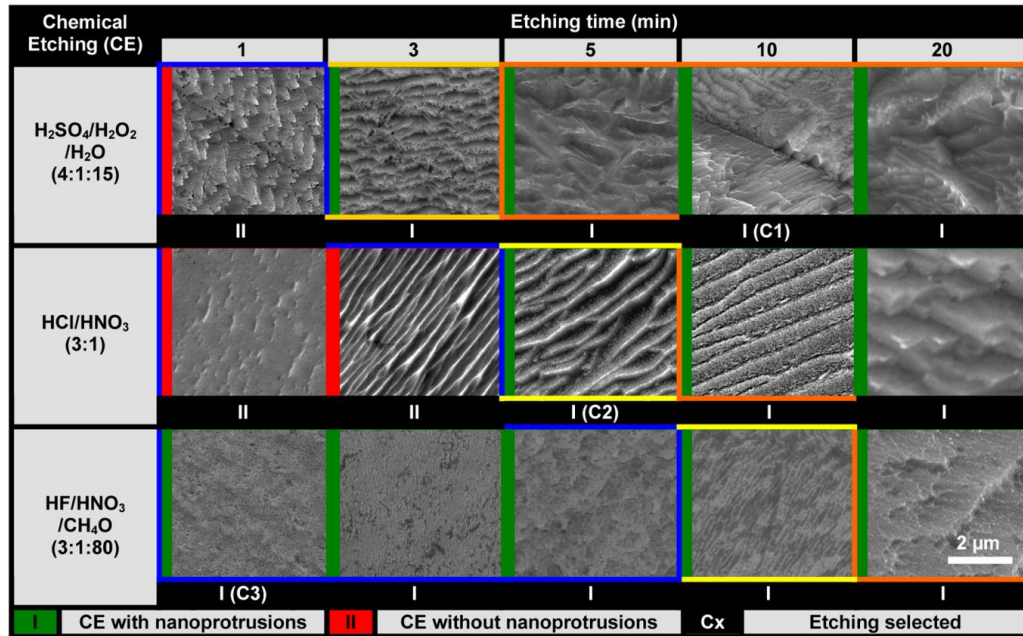 Chemical
Etching (CE)
Etching time (min)
1 3 5 10 20
H₂SO₄/H₂O₂
/H₂O
(4:1:15)
II I I I (C1) I
HCl/HNO₃
(3:1)
II II I (C2) I I
HF/HNO₃
/CH₄O
(3:1:80)
2 µm
I (C3) I I I I
I CE with nanoprotrusions II CE without nanoprotrusions Cx Etching selected